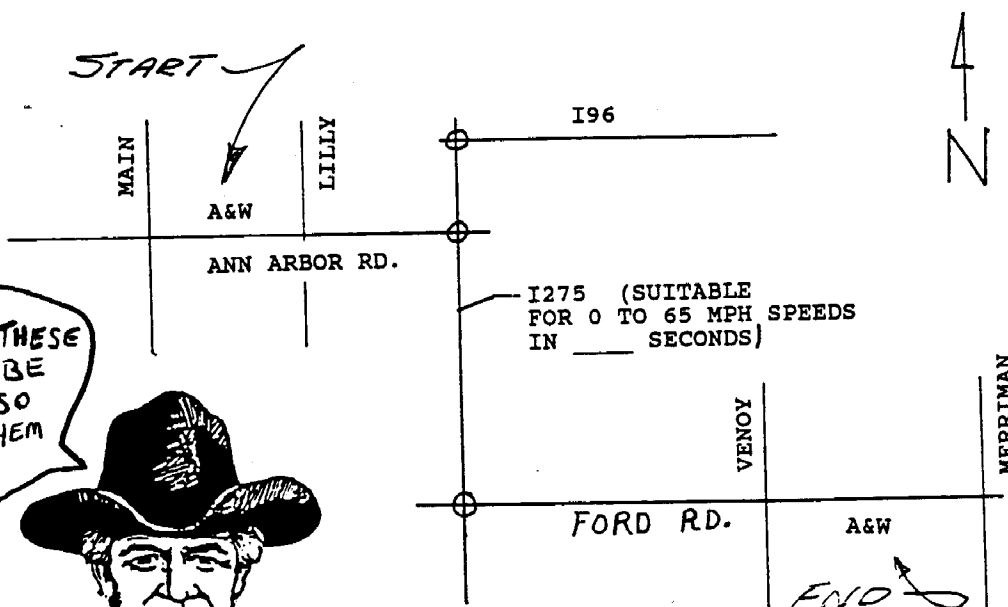 START
I96
MAIN
LILLY
N
A&W
ANN ARBOR RD.
I275 (SUITABLE
FOR 0 TO 65 MPH SPEEDS
IN ____ SECONDS)
THESE
BE
SO
HEM
VENOY
MERRIMAN
FORD RD.
A&W
END